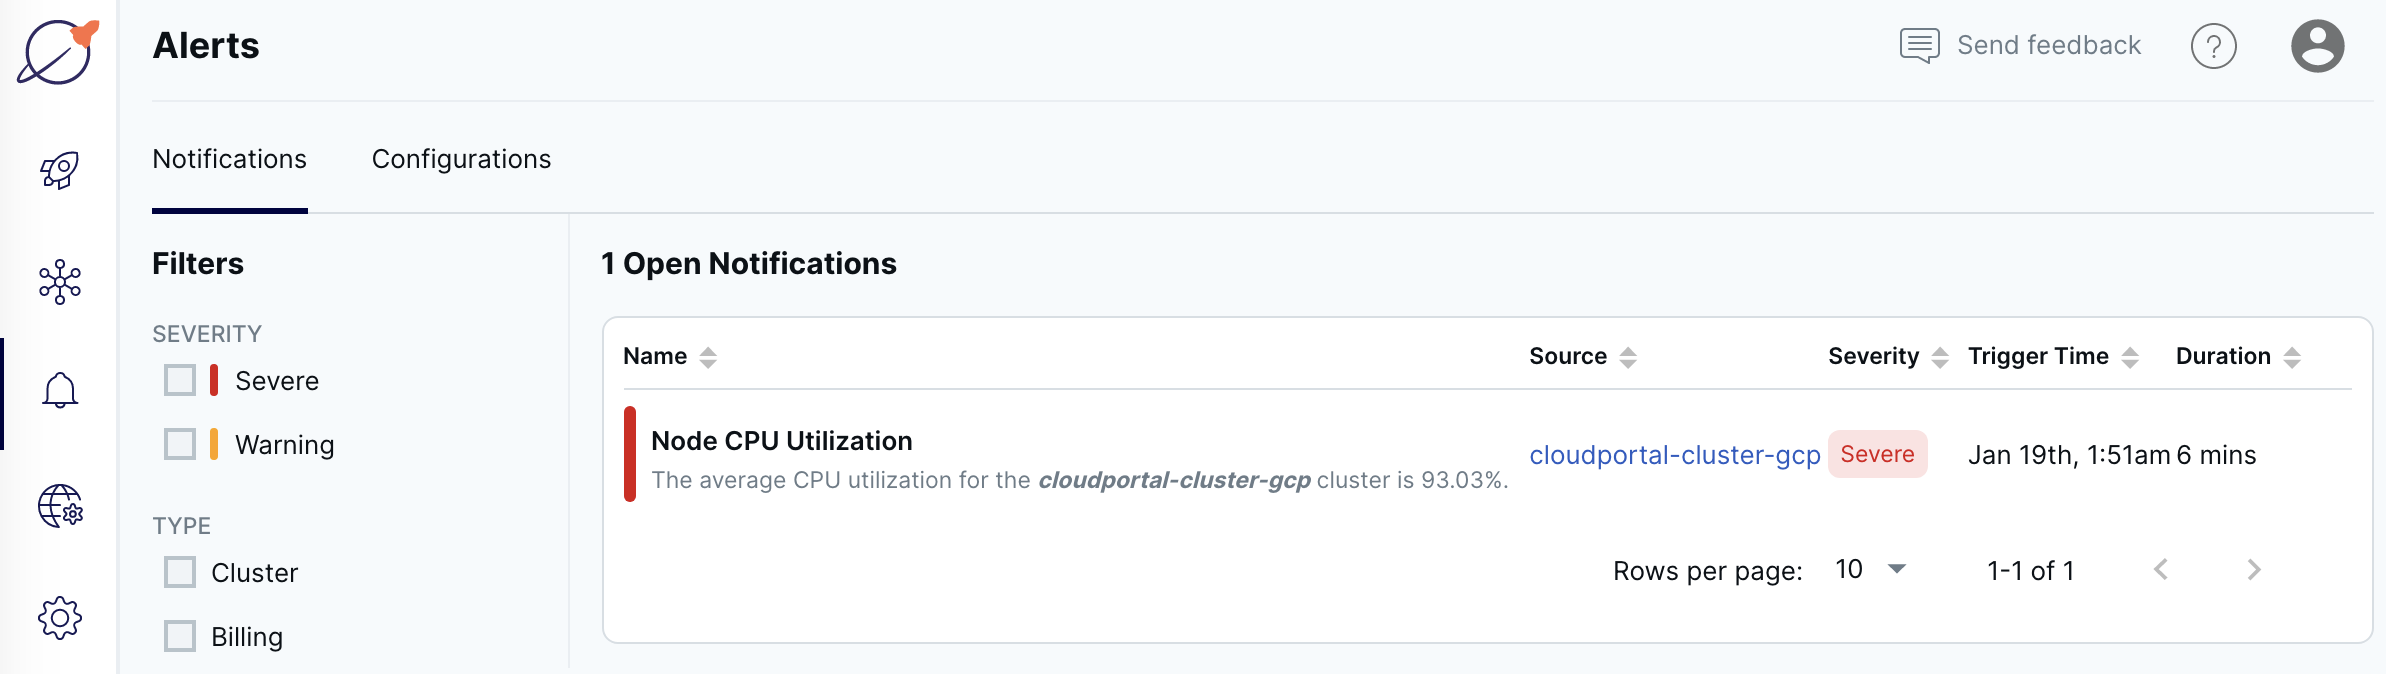 Alerts
Send feedback
?
Notifications
Configurations
Filters
SEVERITY
Severe
Warning
TYPE
Cluster
Billing
1 Open Notifications
Name Source Severity Trigger Time Duration
Node CPU Utilization
The average CPU utilization for the cloudportal-cluster-gcp cluster is 93.03%.
cloudportal-cluster-gcp Severe Jan 19th, 1:51am 6 mins
Rows per page: 10 1-1 of 1